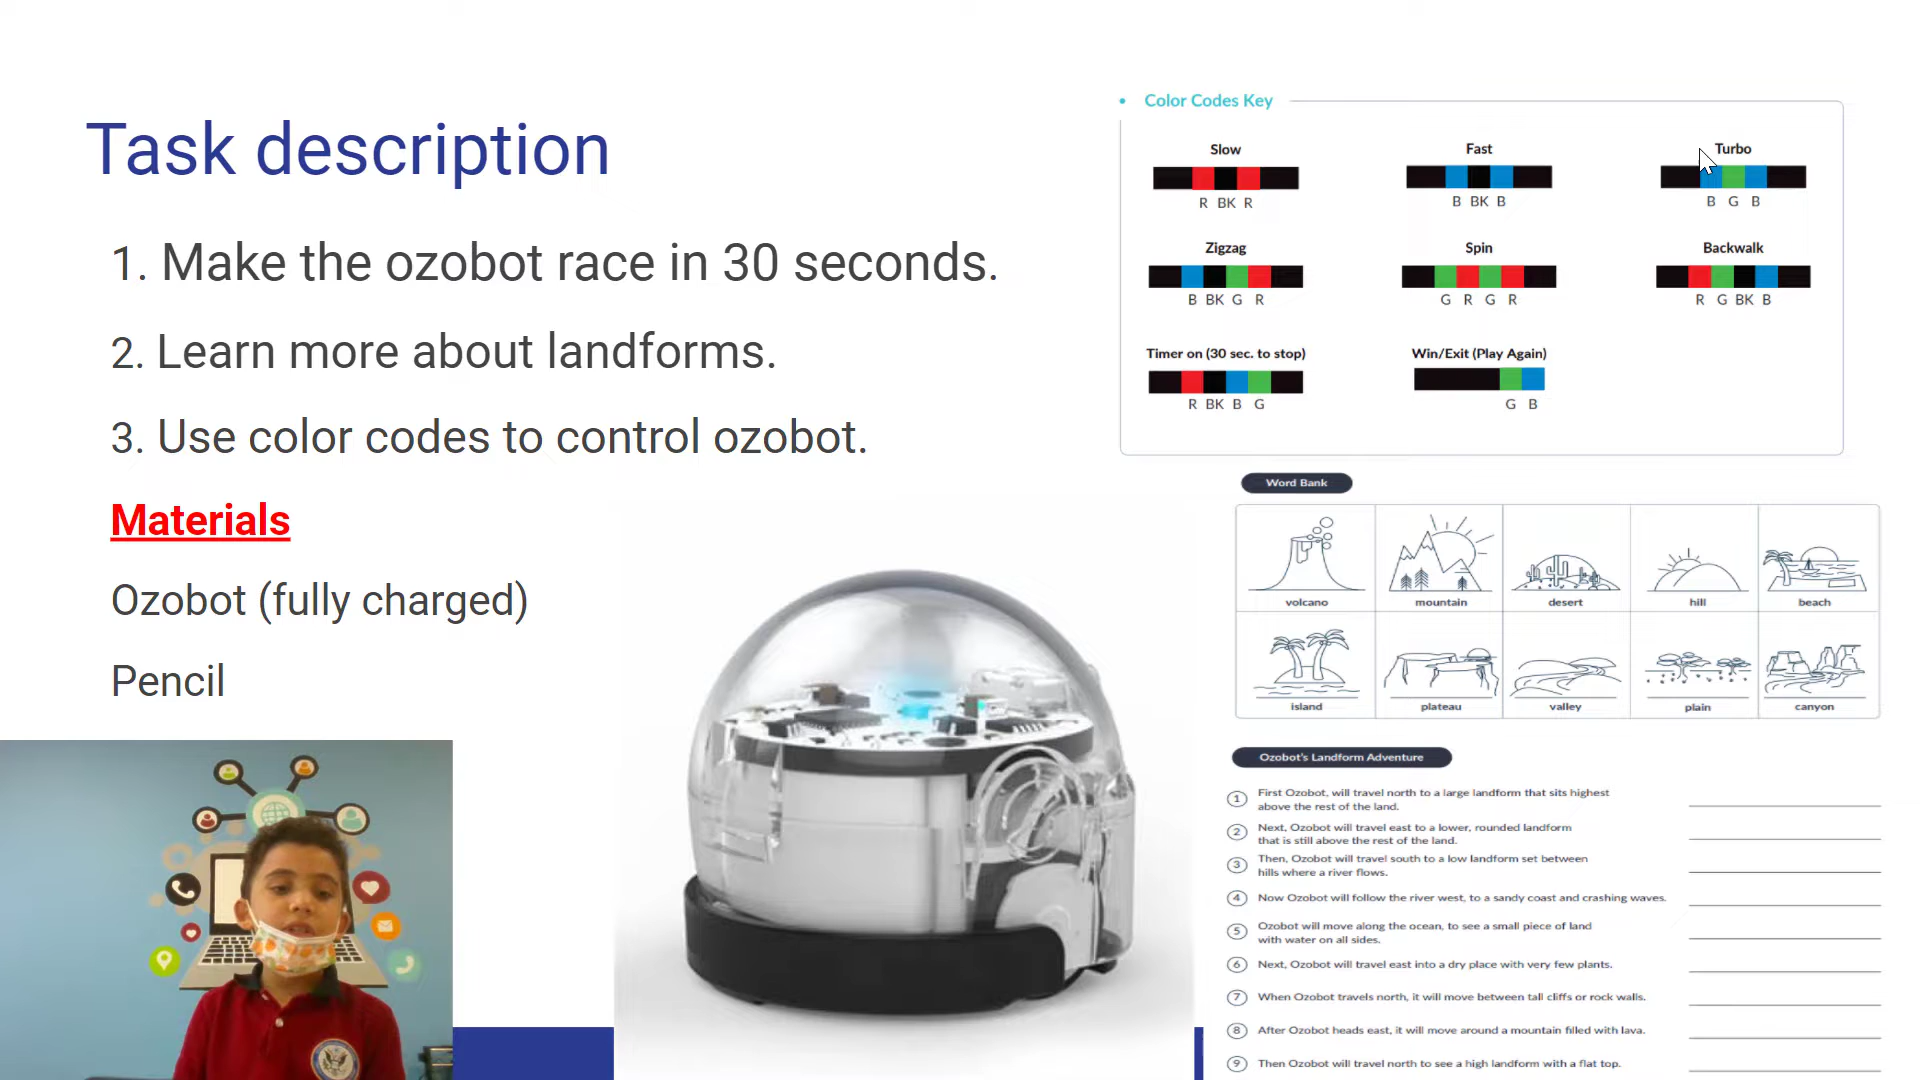 Task description
1. Make the ozobot race in 30 seconds.
2. Learn more about landforms.
3. Use color codes to control ozobot.
Materials
Ozobot (fully charged)
Pencil
Color Codes Key
Slow
R BK R
Fast
B BK B
Turbo
B G B
Zigzag
B BK G R
Spin
G R G R
Backwalk
R G BK B
Timer on (30 sec. to stop)
R BK B G
Win/Exit (Play Again)
G B
Word Bank
volcano
mountain
desert
hill
beach
island
plateau
valley
plain
canyon
Ozobot's Landform Adventure
1 First Ozobot, will travel north to a large landform that sits highest
above the rest of the land.
2 Next, Ozobot will travel east to a lower, rounded landform
that is still above the rest of the land.
3 Then, Ozobot will travel south to a low landform set between
hills where a river flows.
4 Now Ozobot will follow the river west, to a sandy coast and crashing waves.
5 Ozobot will move along the ocean, to see a small piece of land
with water on all sides.
6 Next, Ozobot will travel east into a dry place with very few plants.
7 When Ozobot travels north, it will move between tall cliffs or rock walls.
8 After Ozobot heads east, it will move around a mountain filled with lava.
9 Then Ozobot will travel north to see a high landform with a flat top.